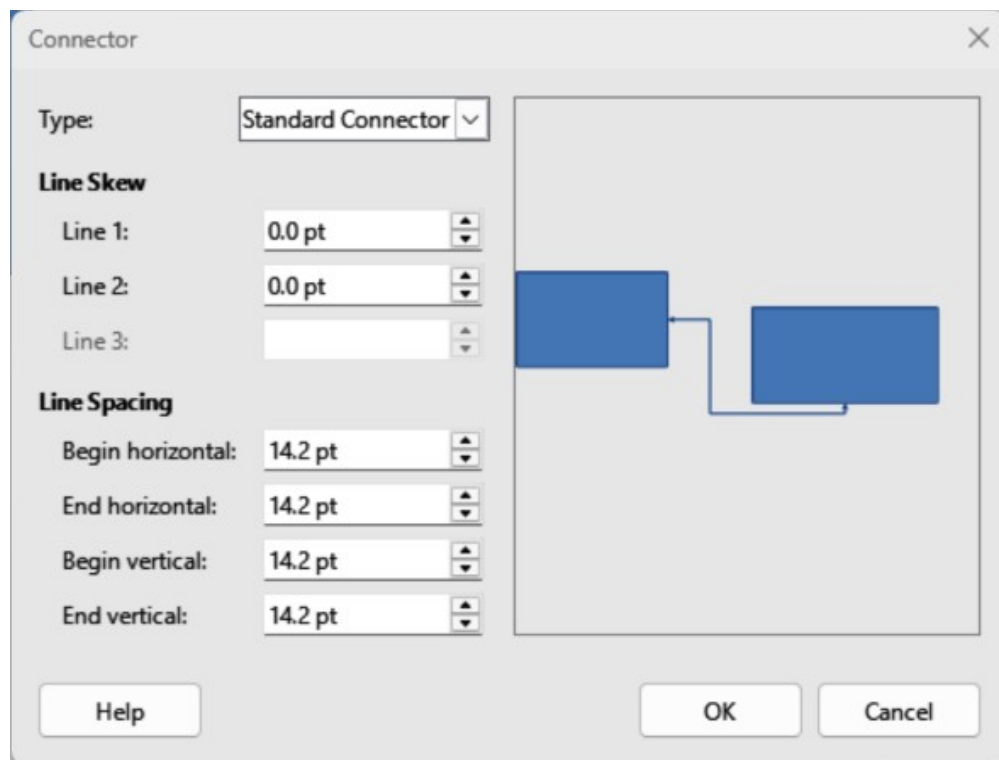 Connector
Type: Standard Connector
Line Skew
Line 1: 0.0 pt
Line 2: 0.0 pt
Line 3:
Line Spacing
Begin horizontal: 14.2 pt
End horizontal: 14.2 pt
Begin vertical: 14.2 pt
End vertical: 14.2 pt
Help OK Cancel